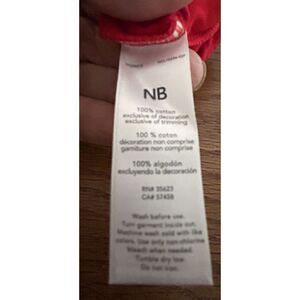 NB
100% cotton
exclusive of decoration
exclusive of trimming
100 % coton
décoration non comprise
garniture non comprise
100% algodón
excluyendo la decoración
RN# 35623
CA# 57458
Wash before use.
Turn garment inside out.
Machine wash cold with like
colors. Use only non-chlorine
bleach when needed.
Tumble dry low.
Do not use.